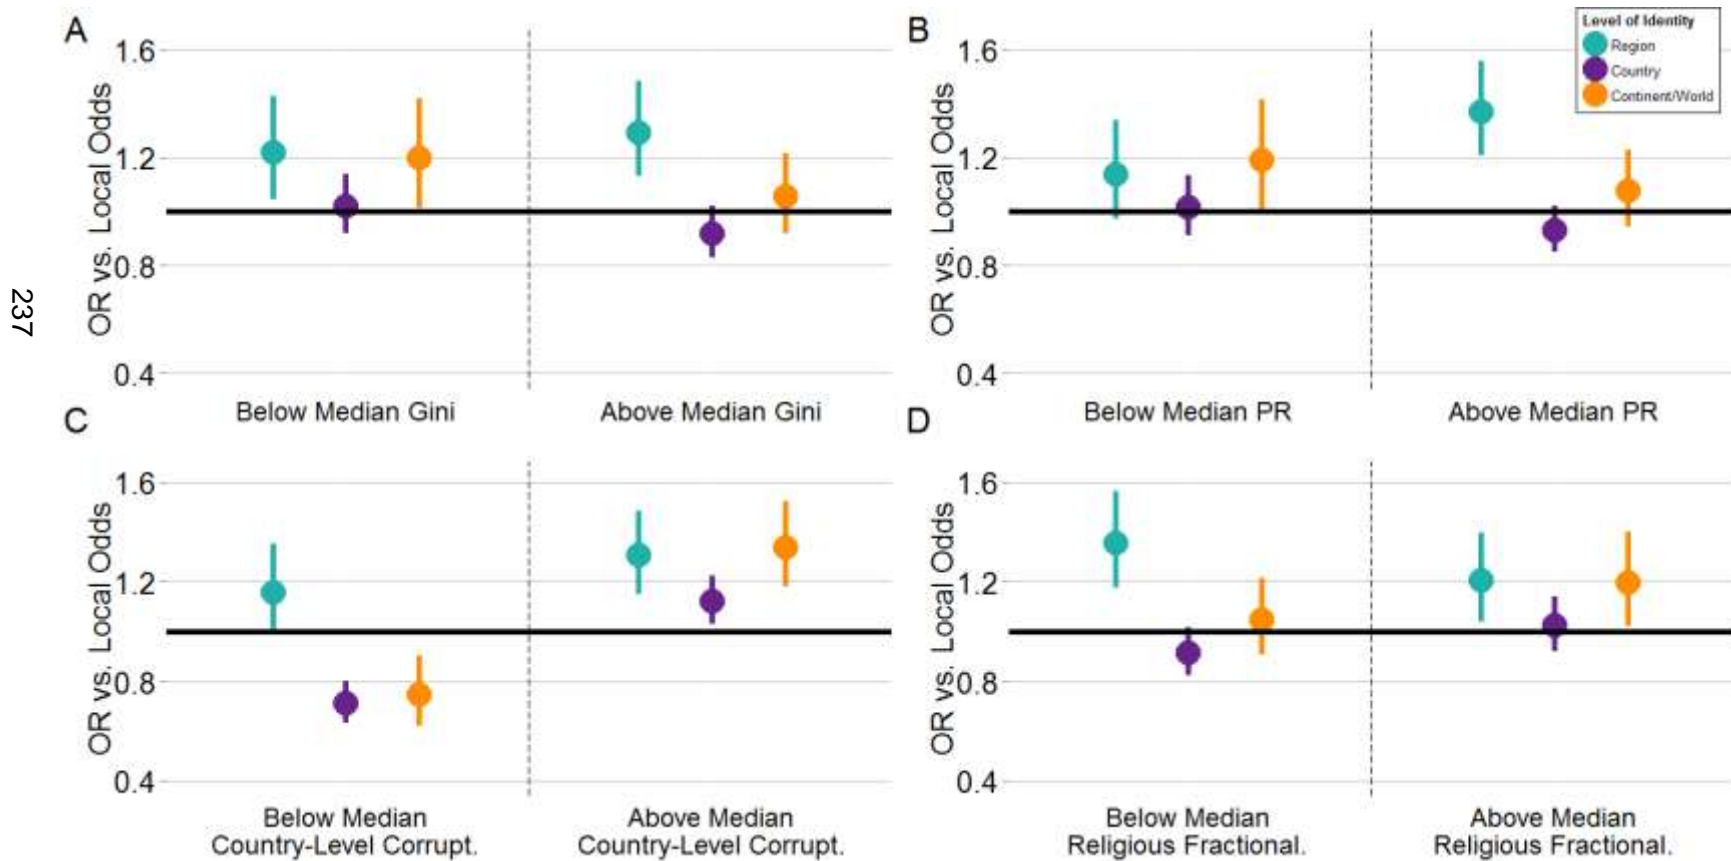 237
A
1.6
1.2
0.8
0.4
OR vs. Local Odds
Below Median Gini
Above Median Gini
B
1.6
1.2
0.8
0.4
OR vs. Local Odds
Below Median PR
Above Median PR
Level of Identity
Region
Country
Continent/World
C
1.6
1.2
0.8
0.4
OR vs. Local Odds
Below Median
Country-Level Corrupt.
Above Median
Country-Level Corrupt.
D
1.6
1.2
0.8
0.4
OR vs. Local Odds
Below Median
Religious Fractional.
Above Median
Religious Fractional.